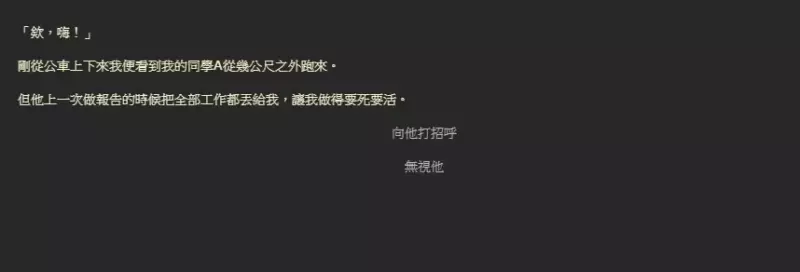 「欸，嗨！」
剛從公車上下來我便看到我的同學A從幾公尺之外跑來。
但他上一次做報告的時候把全部工作都丟給我，讓我做得要死要活。
向他打招呼
無視他